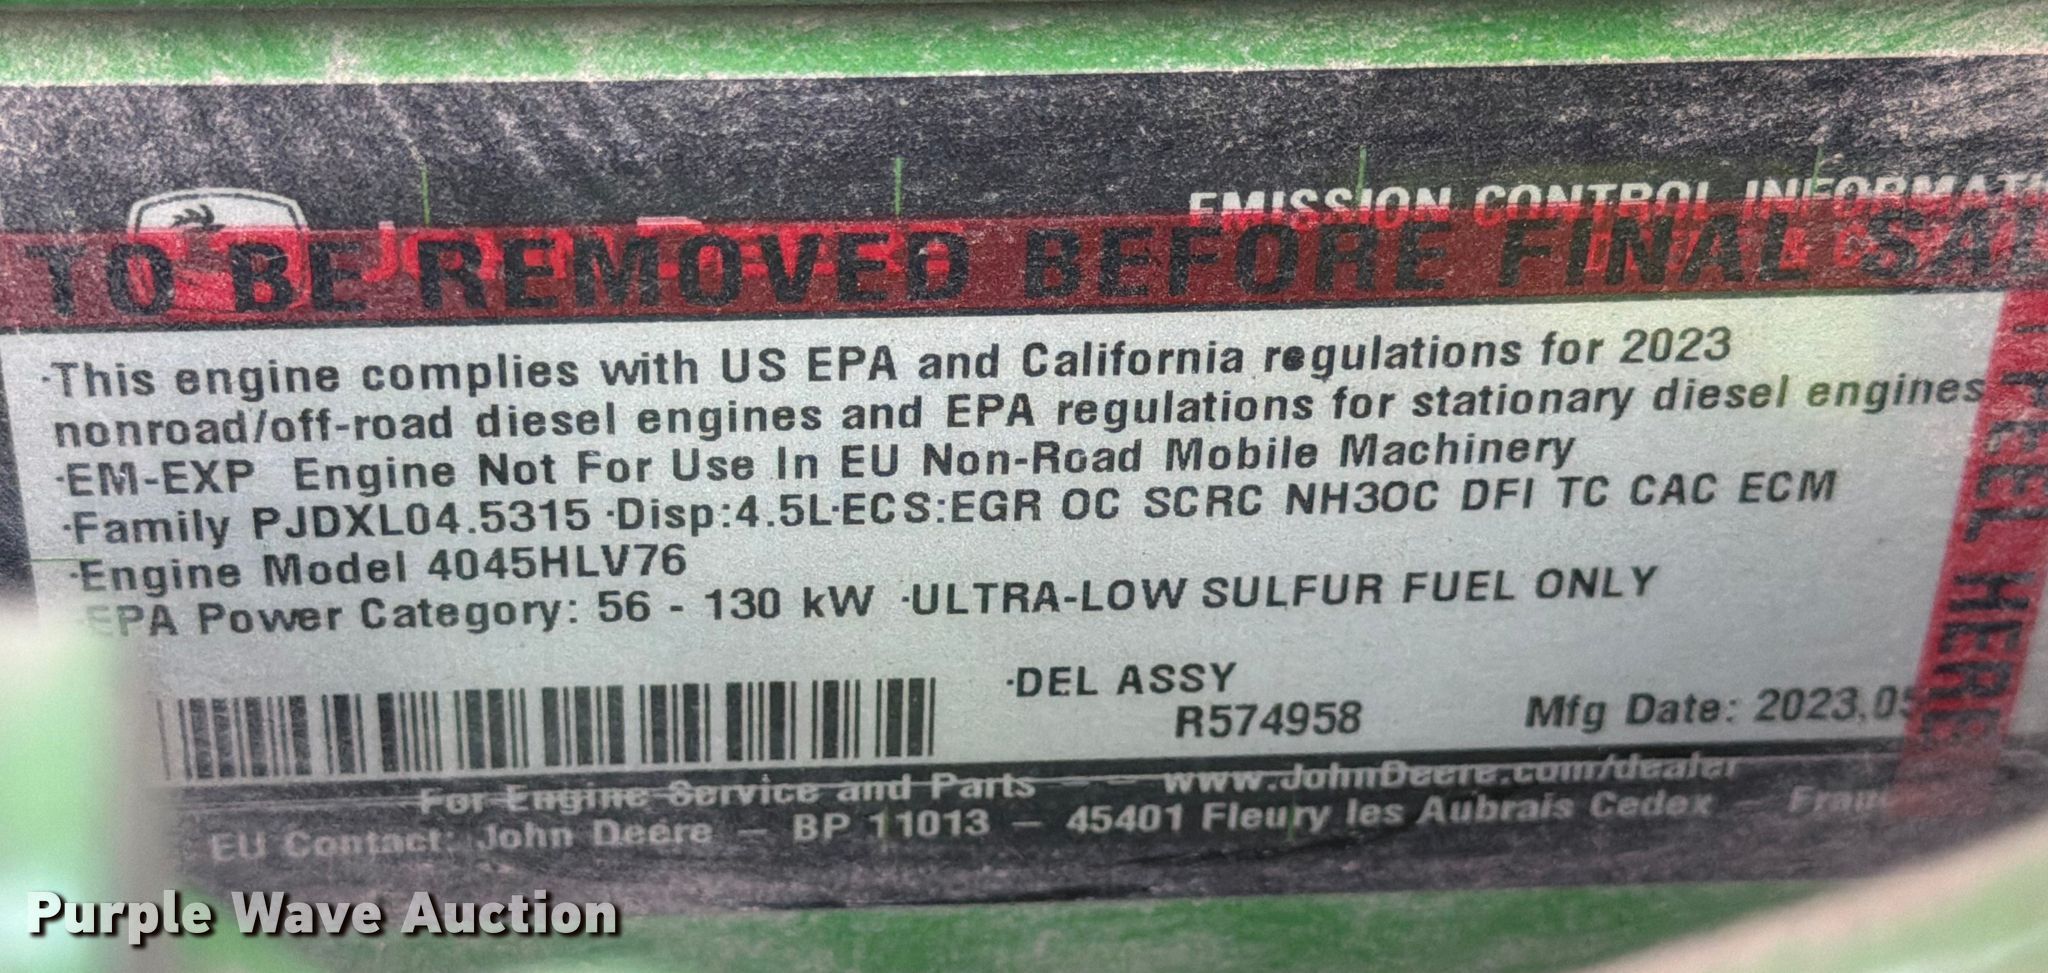 EMISSION CONTROL INFORMATI
TO BE REMOVED BEFORE FINAL SAL
·This engine complies with US EPA and California regulations for 2023
nonroad/off-road diesel engines and EPA regulations for stationary diesel engines
·EM-EXP Engine Not For Use In EU Non-Road Mobile Machinery
·Family PJDXL04.5315 ·Disp:4.5L·ECS:EGR OC SCRC NH3OC DFI TC CAC ECM
·Engine Model 4045HLV76
EPA Power Category: 56 - 130 kW ·ULTRA-LOW SULFUR FUEL ONLY
PEEL HERE
·DEL ASSY
R574958 Mfg Date: 2023.05
For Engine Service and Parts - - www.JohnDeere.com/dealer
EU Contact: John Deere - BP 11013 - 45401 Fleury les Aubrais Cedex - Fran
Purple Wave Auction